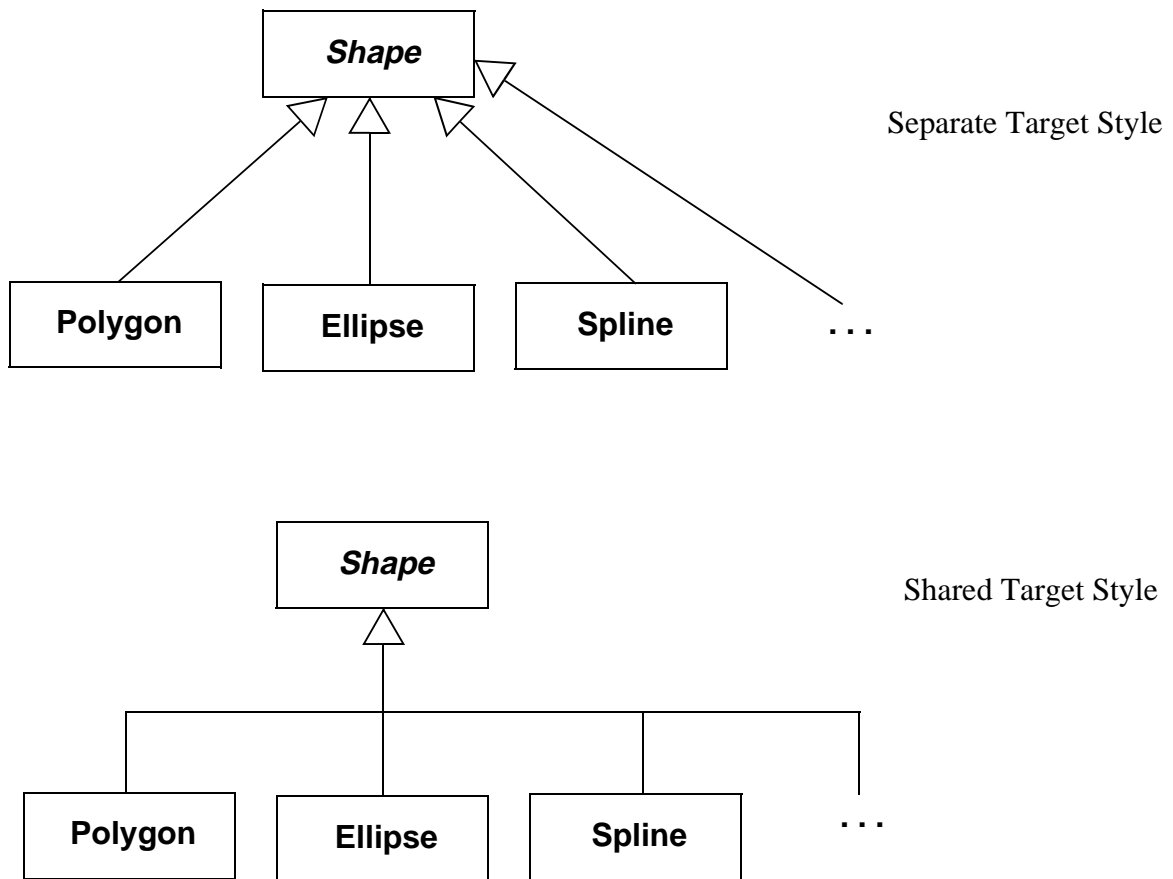 Shape
Separate Target Style
Polygon
Ellipse
Spline
. . .
Shape
Shared Target Style
Polygon
Ellipse
Spline
. . .